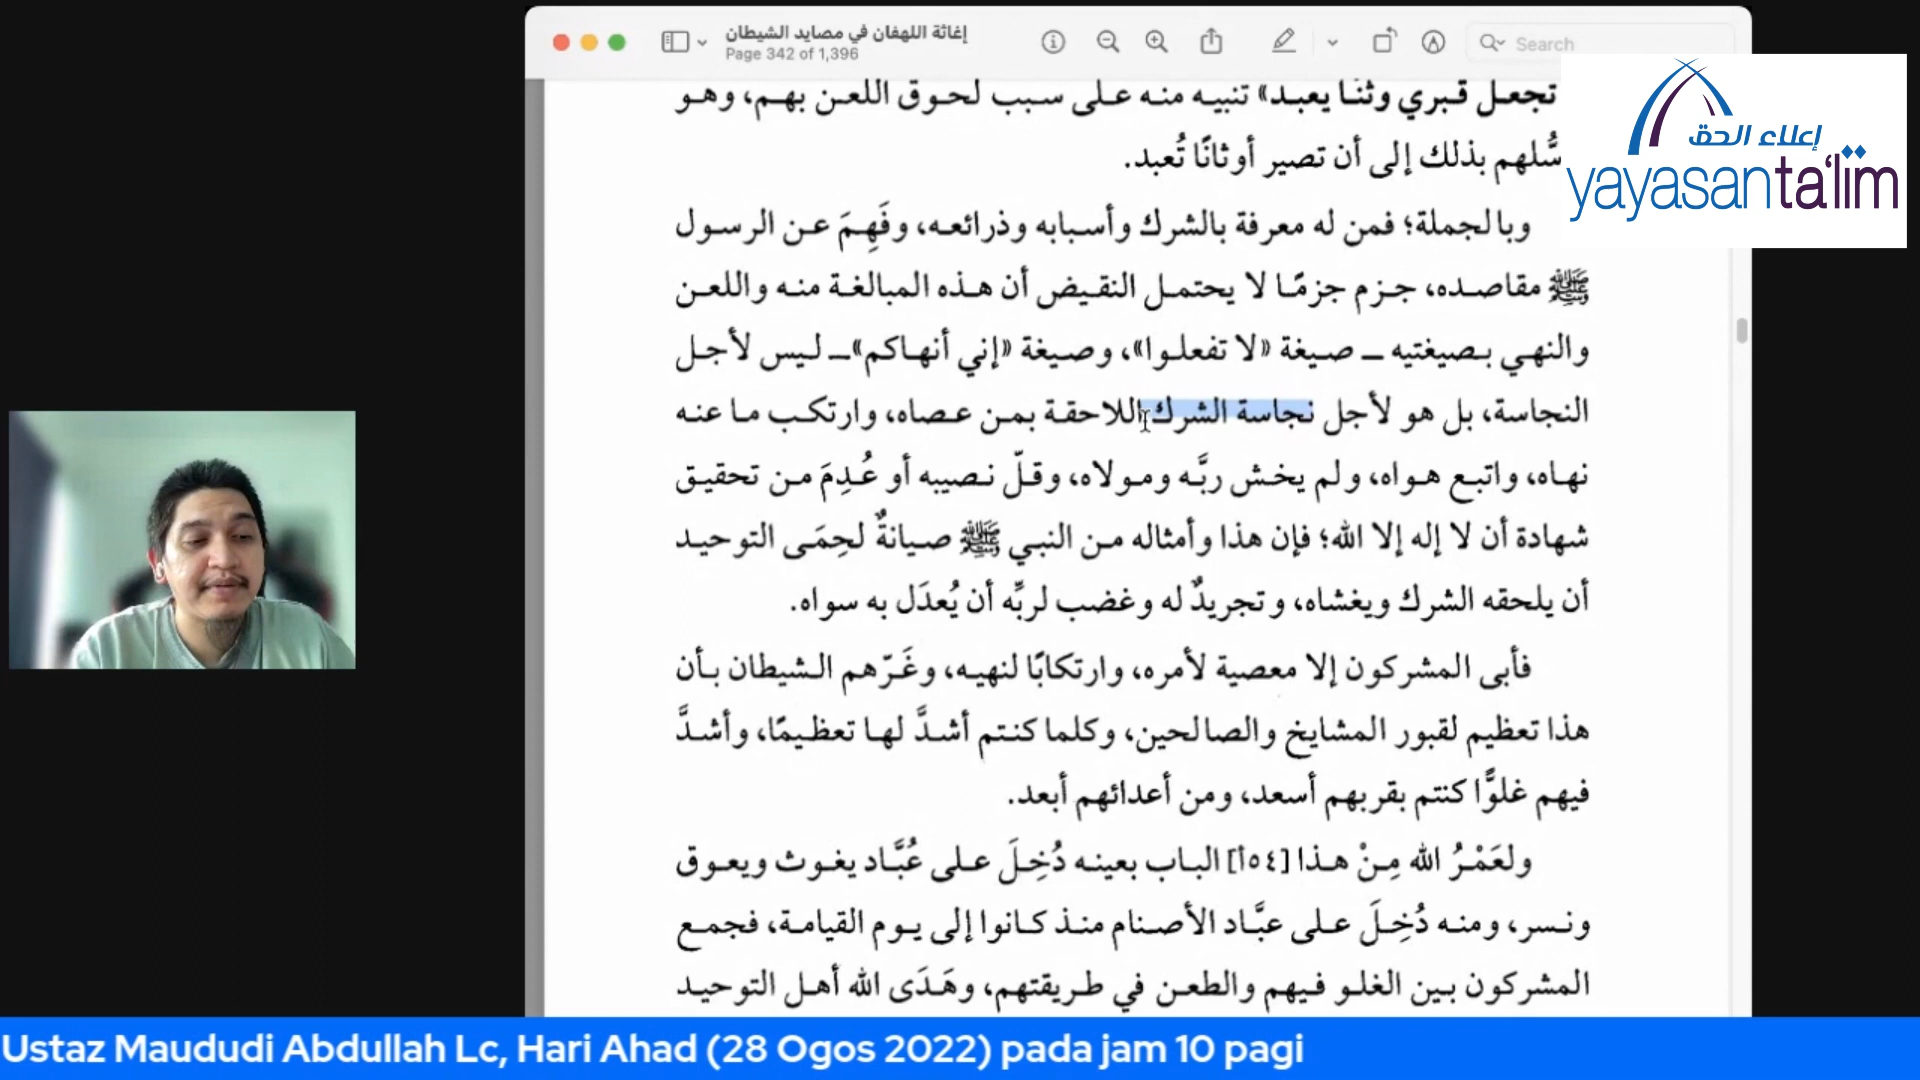 إغاثة اللهفان في مصايد الشيطان
Page 342 of 1,396
Search
إعلاء الحق
yayasanta'lim
تجعل قبري وثنًا يعبد» تنبيه منه على سبب لحوق اللعن بهم، وهو
سُّلهم بذلك إلى أن تصير أوثانًا تُعبد.
وبالجملة؛ فمن له معرفة بالشرك وأسبابه وذرائعه، وفَهِمَ عن الرسول
ﷺ مقاصده، جزم جزمًا لا يحتمل النقيض أن هذه المبالغة منه واللعن
والنهي بصيغتيه ــ صيغة «لا تفعلوا»، وصيغة «إني أنهاكم»ــ ليس لأجل
النجاسة، بل هو لأجل نجاسة الشرك اللاحقة بمن عصاه، وارتكب ما عنه
نهاه، واتبع هواه، ولم يخش ربَّه ومولاه، وقلّ نصيبه أو عُدِمَ من تحقيق
شهادة أن لا إله إلا الله؛ فإن هذا وأمثاله من النبي ﷺ صيانةٌ لحِمَى التوحيد
أن يلحقه الشرك ويغشاه، وتجريدٌ له وغضب لربِّه أن يُعدَل به سواه.
فأبى المشركون إلا معصية لأمره، وارتكابًا لنهيه، وغَرّهم الشيطان بأن
هذا تعظيم لقبور المشايخ والصالحين، وكلما كنتم أشدَّ لها تعظيمًا، وأشدَّ
فيهم غلوًّا كنتم بقربهم أسعد، ومن أعدائهم أبعد.
ولعَمْرُ الله مِنْ هذا [٥٤أ] الباب بعينه دُخِلَ على عُبَّاد يغوث ويعوق
ونسر، ومنه دُخِلَ على عبَّاد الأصنام منذ كانوا إلى يوم القيامة، فجمع
المشركون بين الغلو فيهم والطعن في طريقتهم، وهَدَى الله أهل التوحيد
Ustaz Maududi Abdullah Lc, Hari Ahad (28 Ogos 2022) pada jam 10 pagi